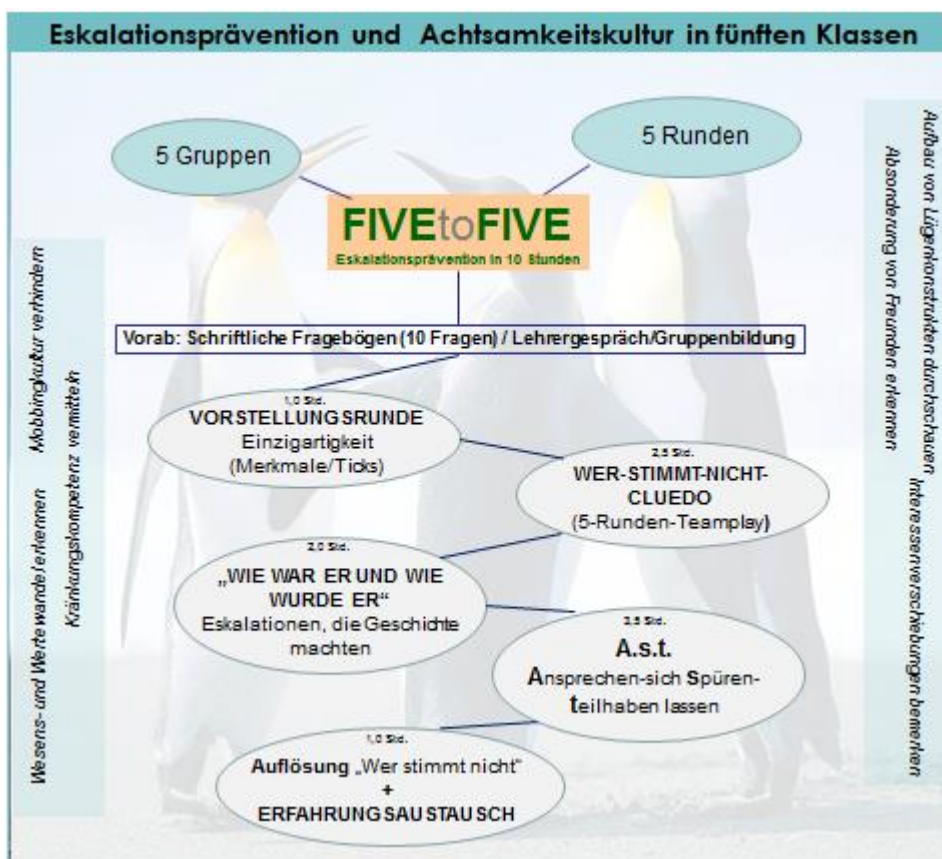 Eskalationsprävention und Achtsamkeitskultur in fünften Klassen
5 Gruppen
5 Runden
FIVEtoFIVE
Eskalationsprävention in 10 Stunden
Vorab: Schriftliche Fragebögen (10 Fragen) / Lehrergespräch/Gruppenbildung
1,0 Std.
VORSTELLUNGSRUNDE
Einzigartigkeit
(Merkmale/Ticks)
2,5 Std.
WER-STIMMT-NICHT-
CLUEDO
(5-Runden-Teamplay)
2,0 Std.
„WIE WAR ER UND WIE
WURDE ER“
Eskalationen, die Geschichte
machten
3,5 Std.
A.s.t.
Ansprechen-sich Spüren-
teilhaben lassen
1,0 Std.
Auflösung „Wer stimmt nicht“
+
ERFAHRUNGSAUSTAUSCH
Wesens- und Wertewandel erkennen
Mobbingkultur verhindern
Kränkungskompetenz vermitteln
Absonderung von Freunden erkennen
Aufbau von Lügenkonstrukten durchschauen
Interessenverschiebungen bemerken